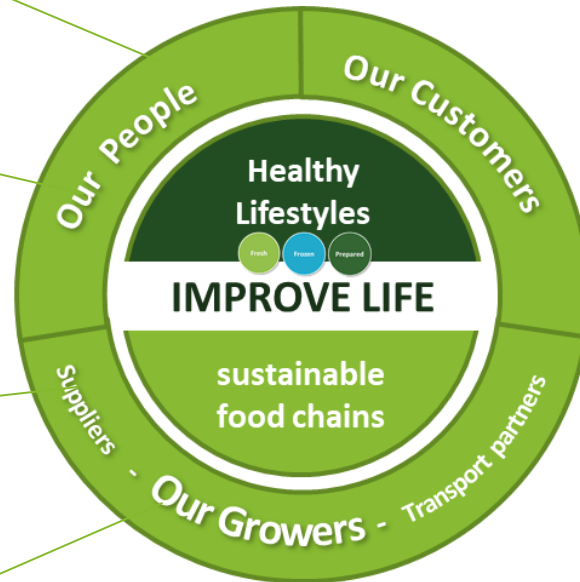 Our People
Our Customers
Healthy
Lifestyles
Fresh
Frozen
Prepared
IMPROVE LIFE
sustainable
food chains
Suppliers - Our Growers - Transport partners